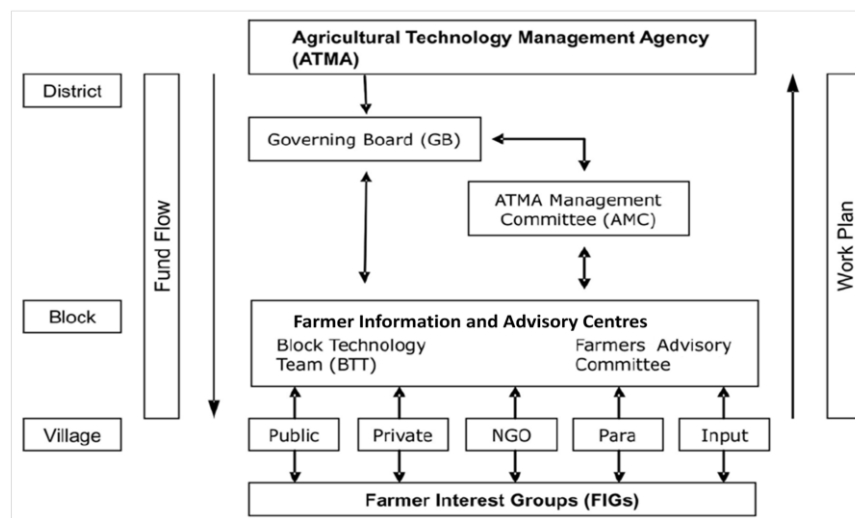 Agricultural Technology Management Agency
(ATMA)
District
Governing Board (GB)
ATMA Management
Committee (AMC)
Fund Flow
Work Plan
Block
Farmer Information and Advisory Centres
Block Technology
Team (BTT)
Farmers Advisory
Committee
Village
Public
Private
NGO
Para
Input
Farmer Interest Groups (FIGs)